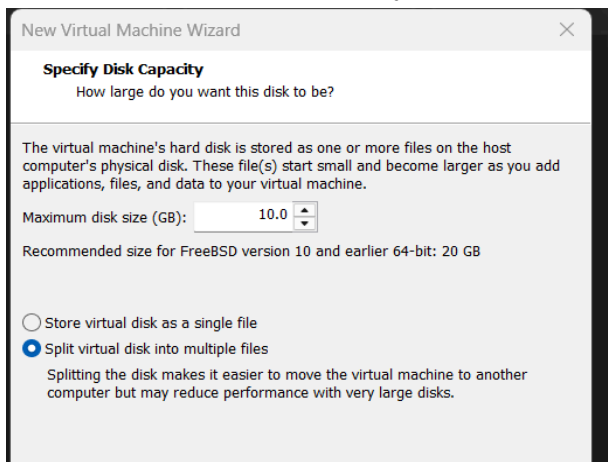 New Virtual Machine Wizard
Specify Disk Capacity
How large do you want this disk to be?
The virtual machine's hard disk is stored as one or more files on the host
computer's physical disk. These file(s) start small and become larger as you add
applications, files, and data to your virtual machine.
Maximum disk size (GB): 10.0
Recommended size for FreeBSD version 10 and earlier 64-bit: 20 GB
Store virtual disk as a single file
Split virtual disk into multiple files
Splitting the disk makes it easier to move the virtual machine to another
computer but may reduce performance with very large disks.